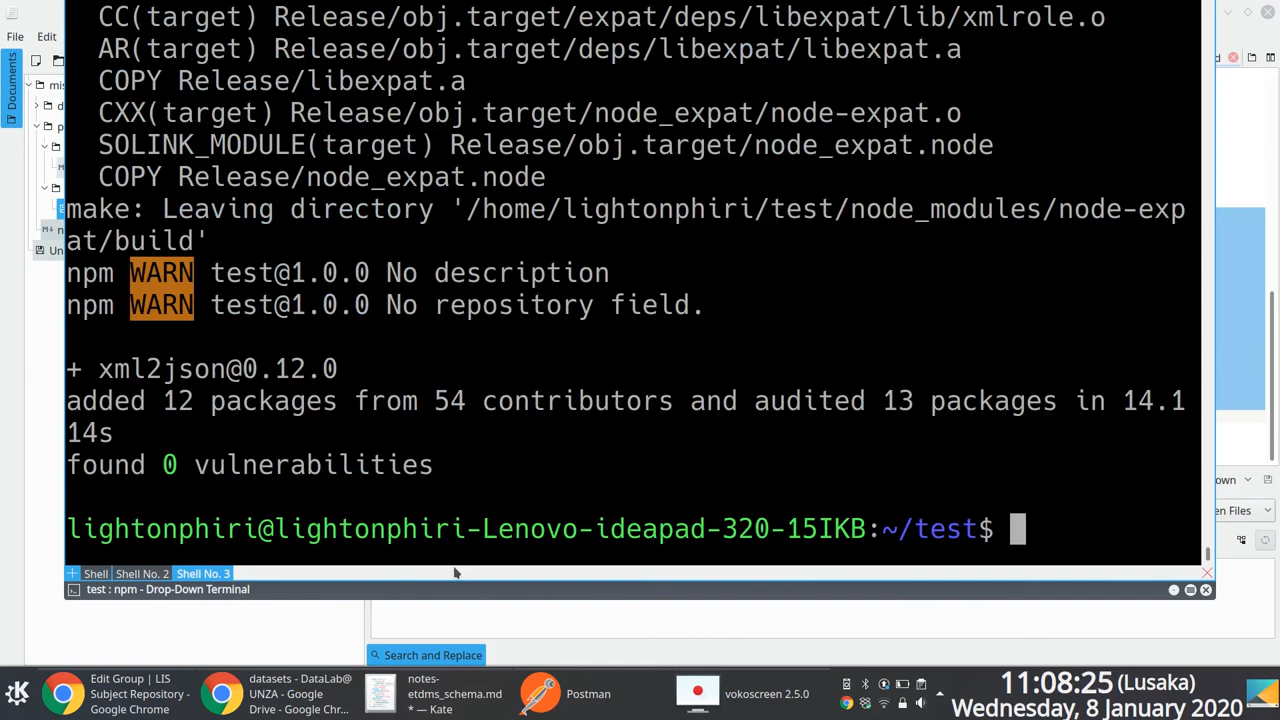 File Edit
Documents
CC(target) Release/obj.target/expat/deps/libexpat/lib/xmlrole.o
AR(target) Release/obj.target/deps/libexpat/libexpat.a
COPY Release/libexpat.a
CXX(target) Release/obj.target/node_expat/node-expat.o
SOLINK_MODULE(target) Release/obj.target/node_expat.node
COPY Release/node_expat.node
make: Leaving directory '/home/lightonphiri/test/node_modules/node-exp
at/build'
npm WARN test@1.0.0 No description
npm WARN test@1.0.0 No repository field.
+ xml2json@0.12.0
added 12 packages from 54 contributors and audited 13 packages in 14.1
14s
found 0 vulnerabilities
lightonphiri@lightonphiri-Lenovo-ideapad-320-15IKB:~/test$
Shell Shell No. 2 Shell No. 3
test : npm - Drop-Down Terminal
Search and Replace
Edit Group | LIS
Subject Repository -
Google Chrome
datasets - DataLab@
UNZA - Google
Drive - Google Chr...
notes-
etdms_schema.md
* — Kate
Postman
vokoscreen 2.5.0
11:08:25 (Lusaka)
Wednesday, 8 January 2020